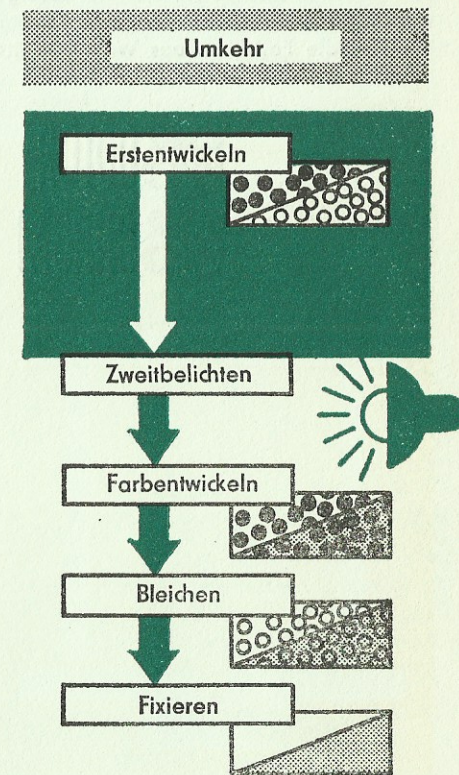 Umkehr
Erstentwickeln
Zweitbelichten
Farbentwickeln
Bleichen
Fixieren